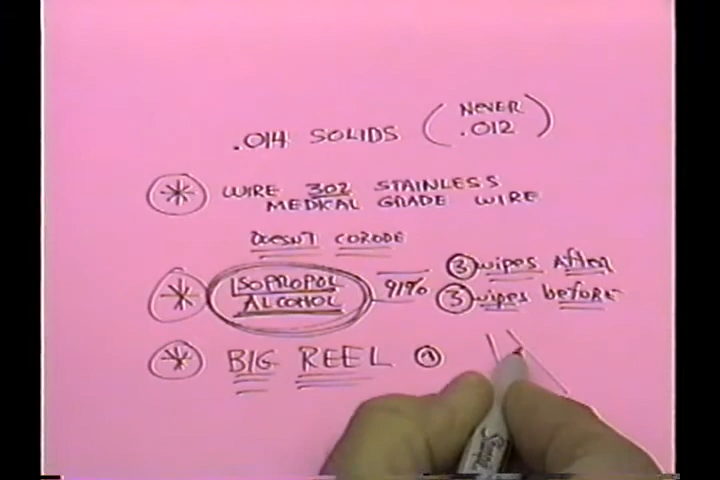 .014 SOLIDS ( NEVER
.012 )
* WIRE 302 STAINLESS
MEDICAL GRADE WIRE
DOESN'T CORODE
* ISOPROPOL
ALCOHOL
91%
3 wipes After
3 wipes before
* BIG REEL 1
Sharpie